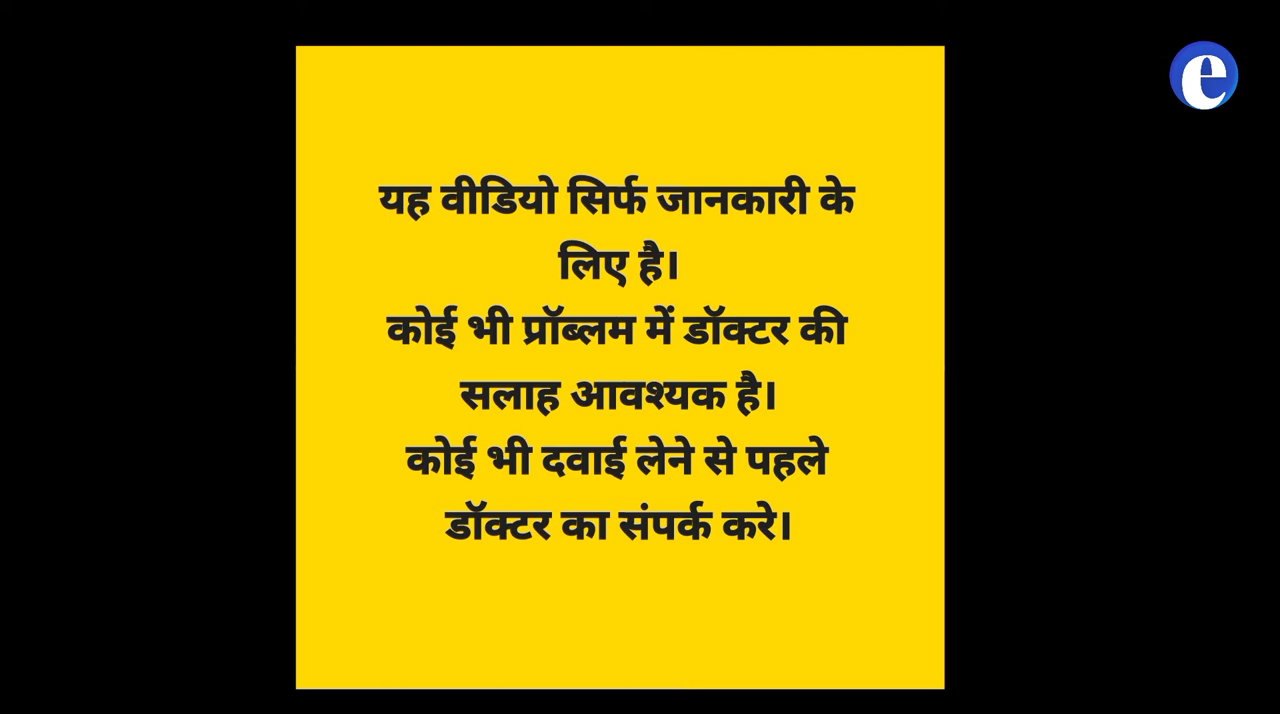 यह वीडियो सिर्फ जानकारी के
लिए है।
कोई भी प्रॉब्लम में डॉक्टर की
सलाह आवश्यक है।
कोई भी दवाई लेने से पहले
डॉक्टर का संपर्क करे।
e